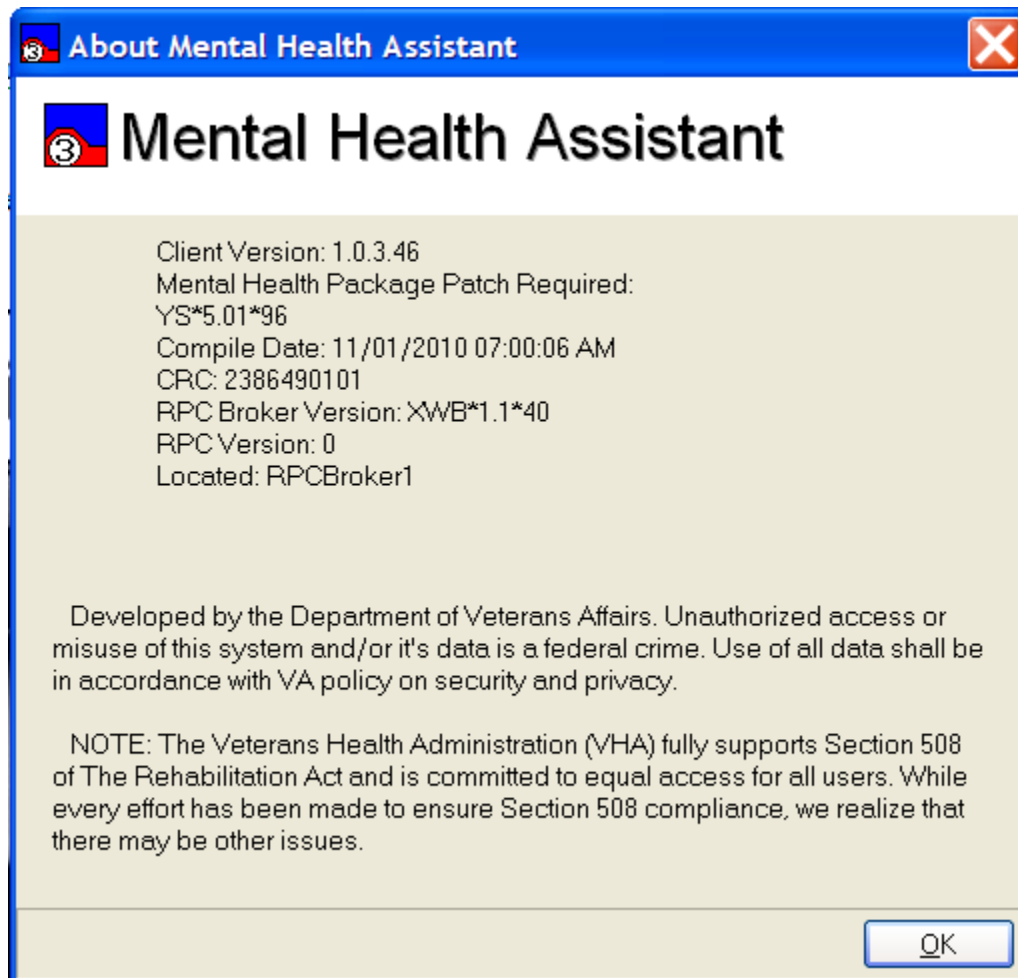 About Mental Health Assistant
3 Mental Health Assistant
Client Version: 1.0.3.46
Mental Health Package Patch Required:
YS*5.01*96
Compile Date: 11/01/2010 07:00:06 AM
CRC: 2386490101
RPC Broker Version: XWB*1.1*40
RPC Version: 0
Located: RPCBroker1
Developed by the Department of Veterans Affairs. Unauthorized access or
misuse of this system and/or it's data is a federal crime. Use of all data shall be
in accordance with VA policy on security and privacy.
NOTE: The Veterans Health Administration (VHA) fully supports Section 508
of The Rehabilitation Act and is committed to equal access for all users. While
every effort has been made to ensure Section 508 compliance, we realize that
there may be other issues.
OK